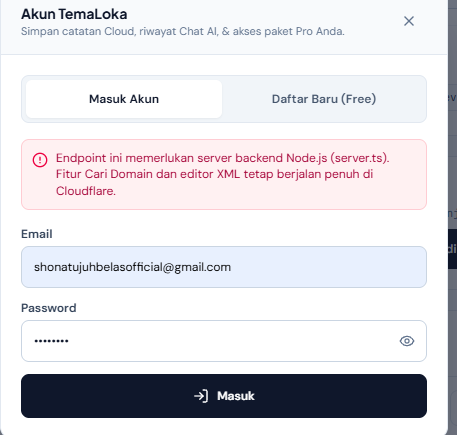 Akun TemaLoka
Simpan catatan Cloud, riwayat Chat AI, & akses paket Pro Anda.
Masuk Akun
Daftar Baru (Free)
Endpoint ini memerlukan server backend Node.js (server.ts).
Fitur Cari Domain dan editor XML tetap berjalan penuh di
Cloudflare.
Email
shonatujuhbelasofficial@gmail.com
Password
••••••••
Masuk
di